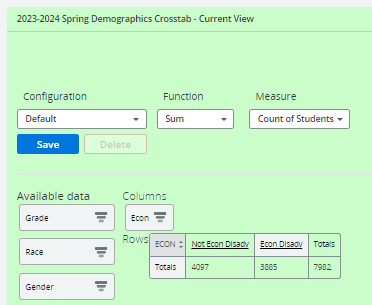 2023-2024 Spring Demographics Crosstab - Current View
Configuration Function Measure
Default Sum Count of Students
Save Delete
Available data Columns
Grade Econ
Rows ECON Not Econ Disadv Econ Disadv Totals
Race
Totals 4097 3885 7982
Gender